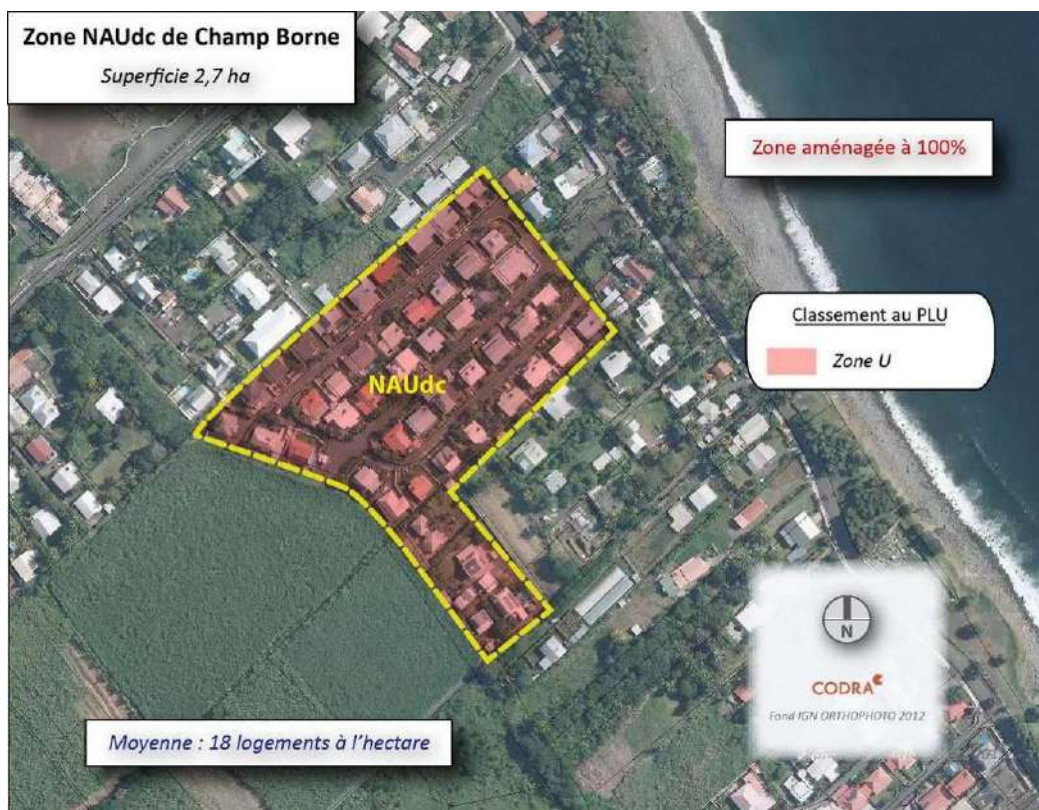 Zone NAUdc de Champ Borne
Superficie 2,7 ha
Zone aménagée à 100%
Classement au PLU
Zone U
NAUdc
N
CODRA
Fond IGN ORTHOPHOTO 2012
Moyenne : 18 logements à l'hectare